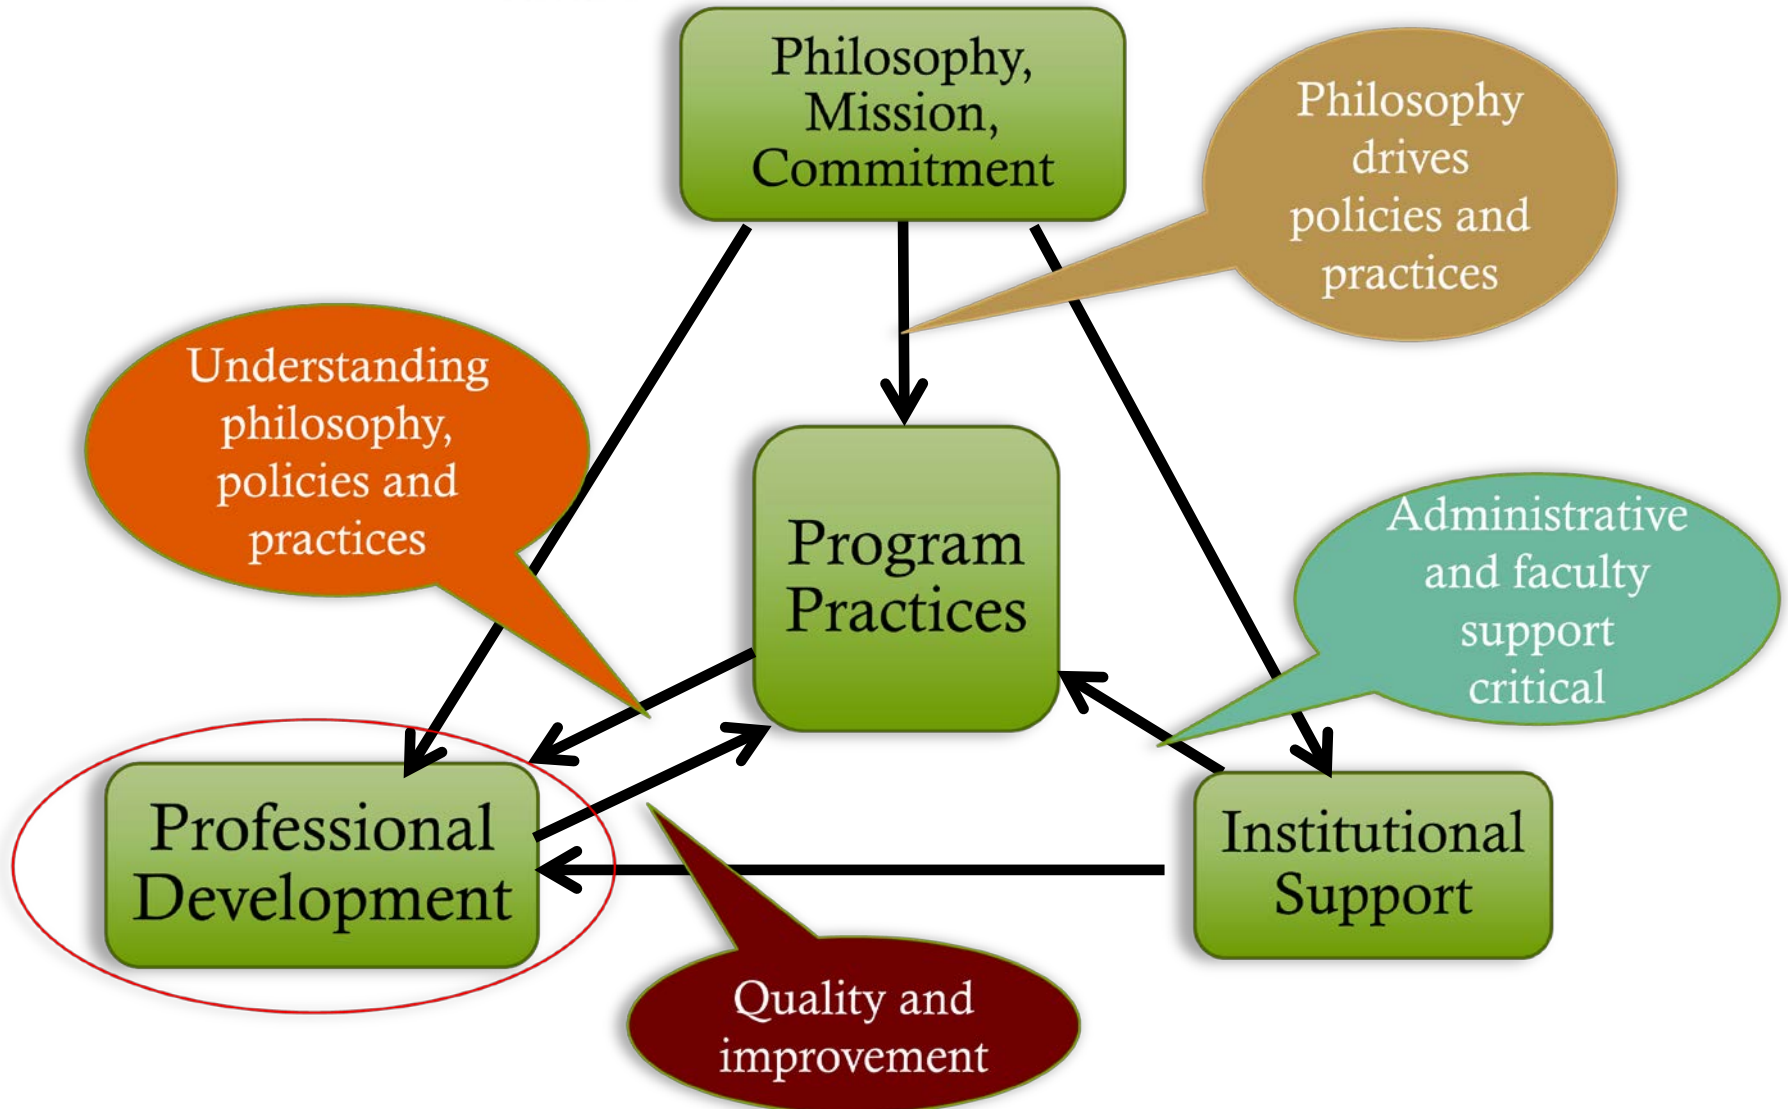 Philosophy,
Mission,
Commitment
Philosophy
drives
policies and
practices
Understanding
philosophy,
policies and
practices
Program
Practices
Administrative
and faculty
support
critical
Professional
Development
Institutional
Support
Quality and
improvement